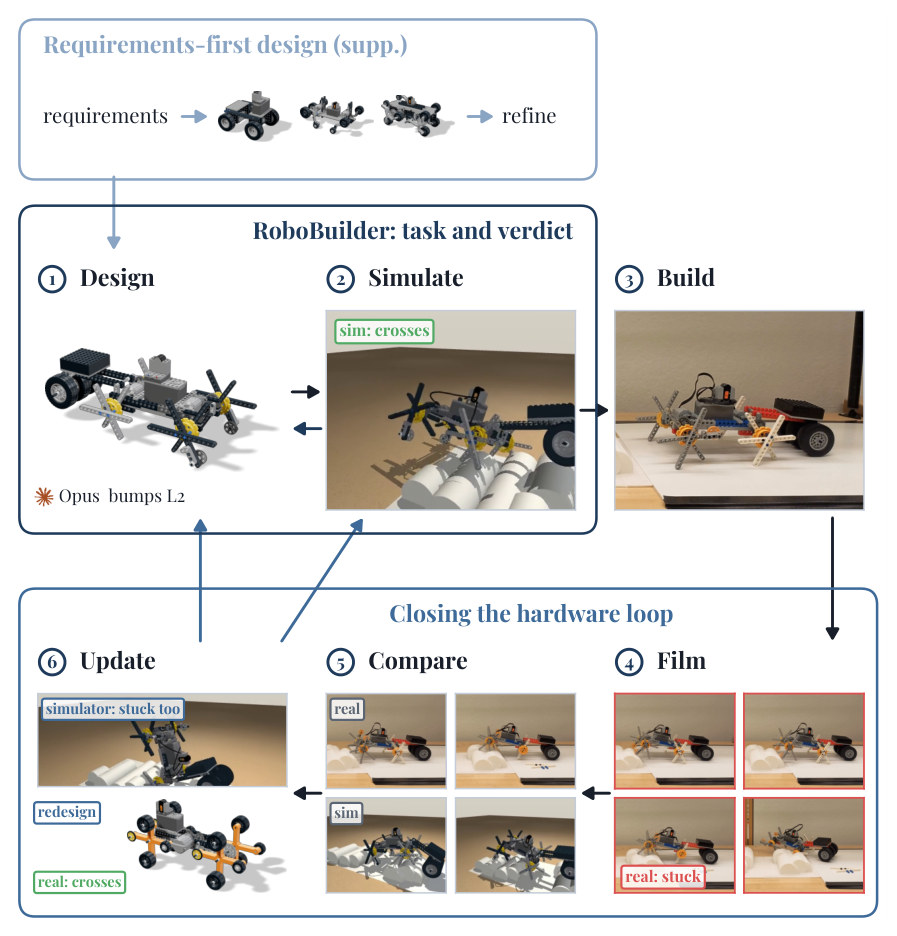 Requirements-first design (supp.)
requirements
refine
RoboBuilder: task and verdict
1 Design
2 Simulate
3 Build
sim: crosses
Opus bumps L2
Closing the hardware loop
6 Update
5 Compare
4 Film
simulator: stuck too
real
redesign
sim
real: crosses
real: stuck